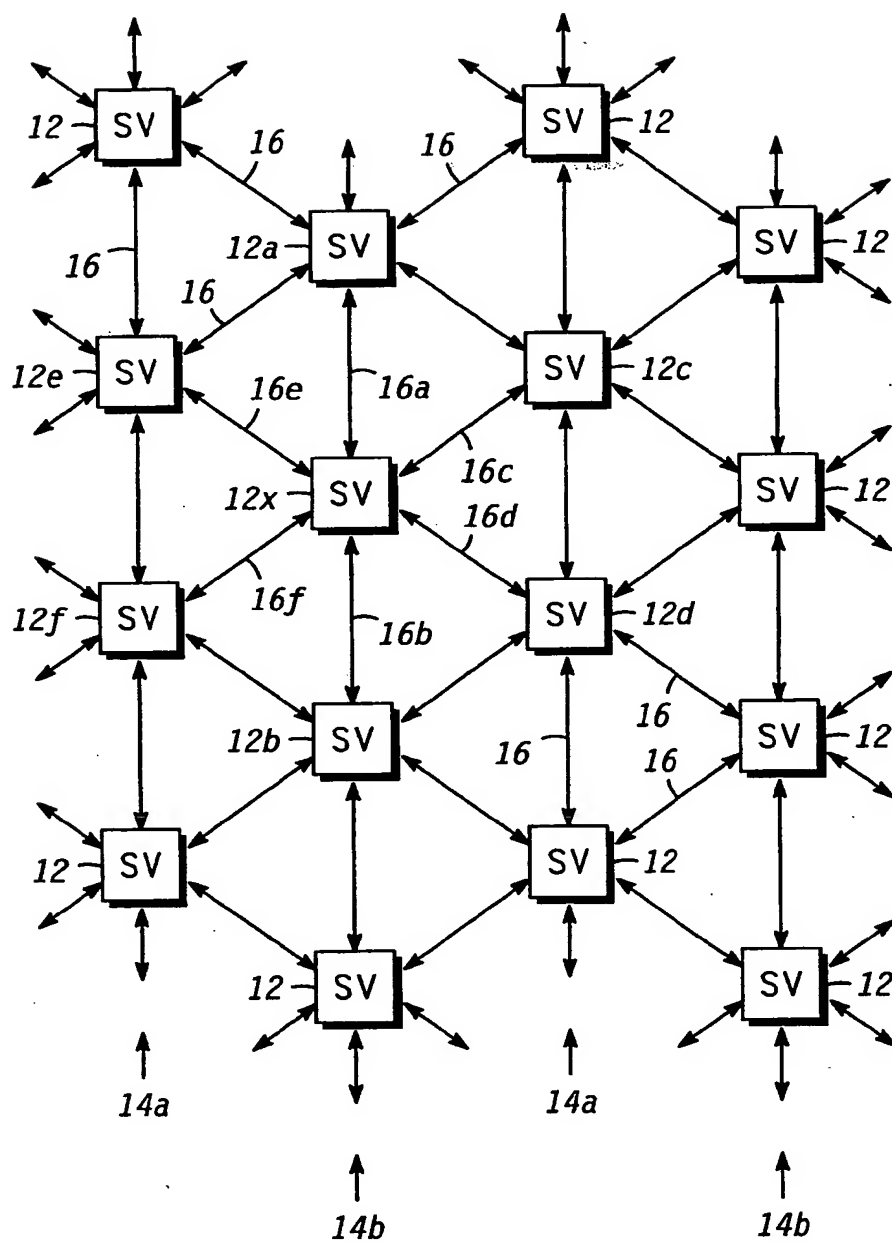 12 SV SV 12
16 16
12a SV SV 12
16
16
12e SV SV 12c
16e 16a
16c
12x SV SV 12
16d
16f
12f SV SV 12d
16b
16
12b SV 16 SV 12
16
12 SV SV 12
12 SV SV 12
14a 14a
14b 14b